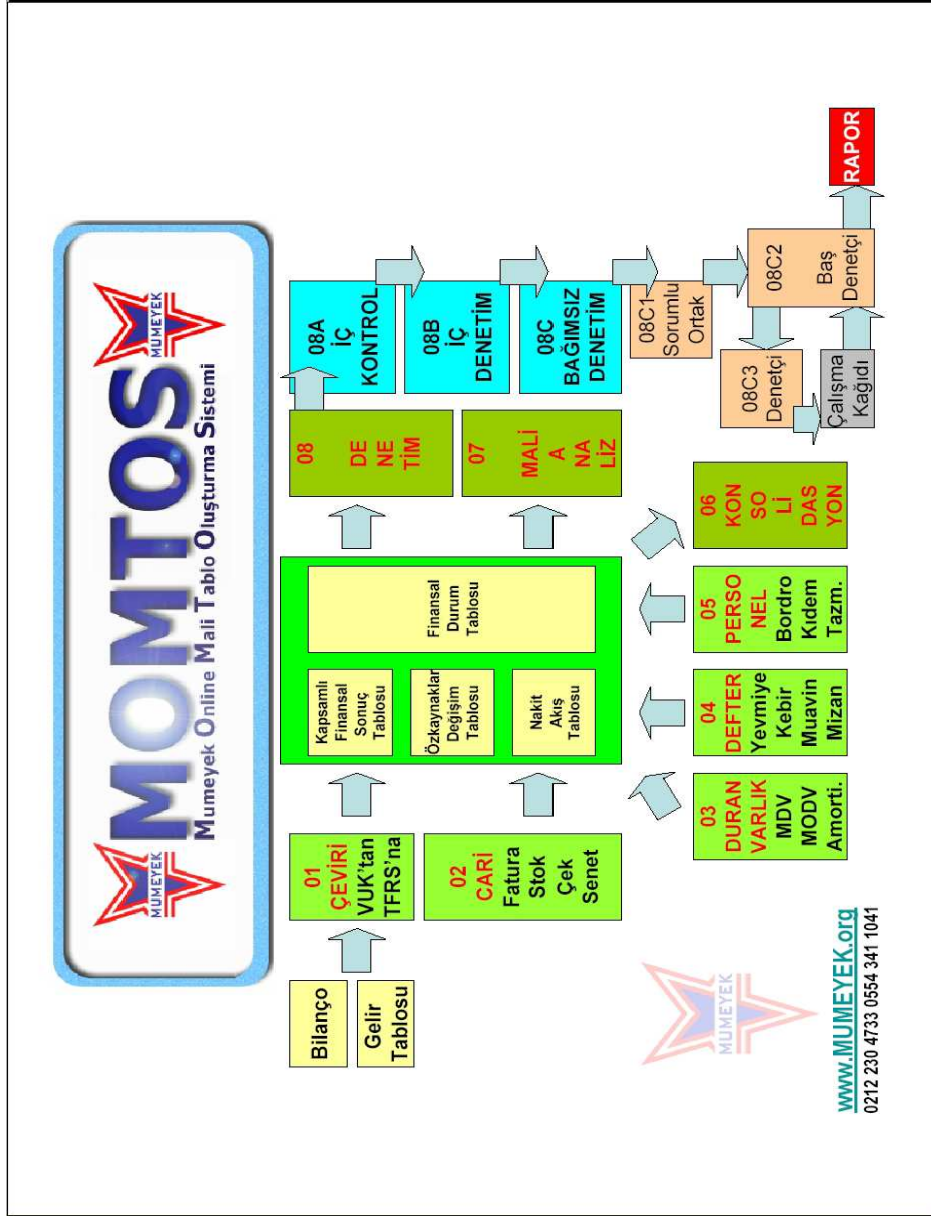 MUMEYEK
MOMTOS
MUMEYEK
Mumeyek Online Mali Tablo Oluşturma Sistemi
Bilanço
Gelir
Tablosu
01
ÇEVİRİ
VUK'tan
TFRS'na
02
CARİ
Fatura
Stok
Çek
Senet
Kapsamlı
Finansal
Sonuç
Tablosu
Özkaynaklar
Değişim
Tablosu
Nakit
Akış
Tablosu
Finansal
Durum
Tablosu
08
DE
NE
TİM
07
MALİ
A
NA
LİZ
08A
İÇ
KONTROL
08B
İÇ
DENETİM
08C
BAĞIMSIZ
DENETİM
08C1
Sorumlu
Ortak
08C2
Baş
Denetçi
08C3
Denetçi
Çalışma
Kağıdı
RAPOR
03
DURAN
VARLIK
MDV
MODV
Amorti.
04
DEFTER
Yevmiye
Kebir
Muavin
Mizan
05
PERSO
NEL
Bordro
Kıdem
Tazm.
06
KON
SO
Lİ
DAS
YON
MUMEYEK
www.MUMEYEK.org
0212 230 4733 0554 341 1041